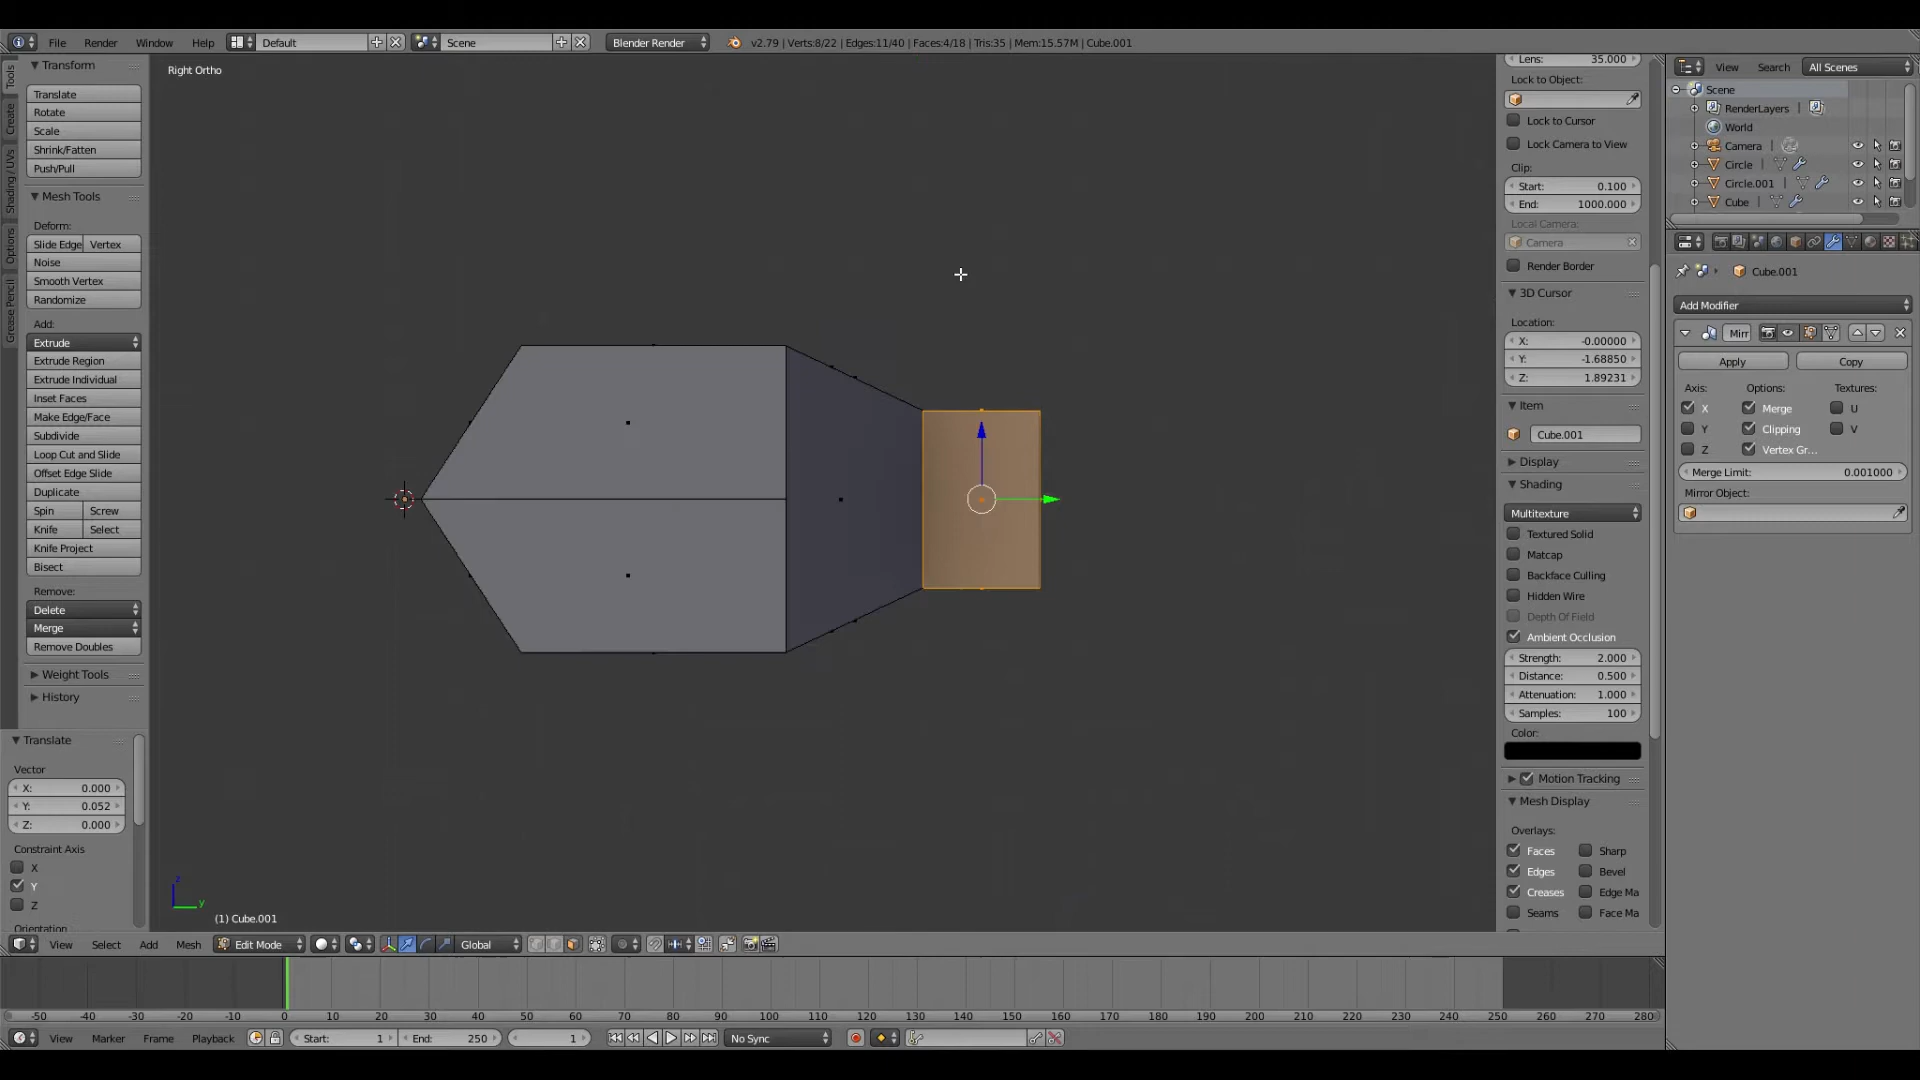 File Render Window Help Default Scene Blender Render v2.79 | Verts:8/22 | Edges:11/40 | Faces:4/18 | Tris:35 | Mem:15.57M | Cube.001
Tools
Create
Shading / UVs
Options
Grease Pencil
Transform
Translate
Rotate
Scale
Shrink/Fatten
Push/Pull
Mesh Tools
Deform:
Slide Edge Vertex
Noise
Smooth Vertex
Randomize
Add:
Extrude
Extrude Region
Extrude Individual
Inset Faces
Make Edge/Face
Subdivide
Loop Cut and Slide
Offset Edge Slide
Duplicate
Spin Screw
Knife Select
Knife Project
Bisect
Remove:
Delete
Merge
Remove Doubles
Weight Tools
History
Translate
Vector
X: 0.000
Y: 0.052
Z: 0.000
Constraint Axis
X
Y
Z
Orientation
Right Ortho
z
y
(1) Cube.001
Lens: 35.000
Lock to Object:
Lock to Cursor
Lock Camera to View
Clip:
Start: 0.100
End: 1000.000
Local Camera:
Camera
Render Border
3D Cursor
Location:
X: -0.00000
Y: -1.68850
Z: 1.89231
Item
Cube.001
Display
Shading
Multitexture
Textured Solid
Matcap
Backface Culling
Hidden Wire
Depth Of Field
Ambient Occlusion
Strength: 2.000
Distance: 0.500
Attenuation: 1.000
Samples: 100
Color:
Motion Tracking
Mesh Display
Overlays:
Faces Sharp
Edges Bevel
Creases Edge Ma
Seams Face Ma
View Search All Scenes
Scene
RenderLayers |
World
Camera |
Circle |
Circle.001 |
Cube |
Cube.001
Add Modifier
Mirr
Apply Copy
Axis: Options: Textures:
X Merge U
Y Clipping V
Z Vertex Gr...
Merge Limit: 0.001000
Mirror Object:
View Select Add Mesh Edit Mode Global
-50 -40 -30 -20 -10 0 10 20 30 40 50 60 70 80 90 100 110 120 130 140 150 160 170 180 190 200 210 220 230 240 250 260 270 280
View Marker Frame Playback Start: 1 End: 250 1 No Sync